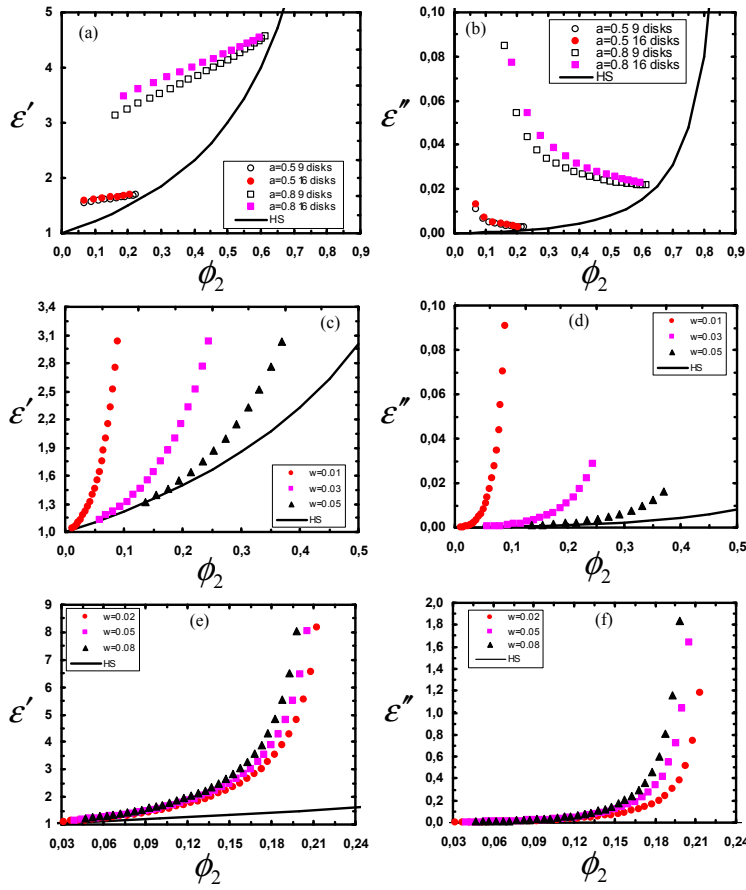 (a)
ε′
5
4
3
2
1
a=0.5 9 disks
a=0.5 16 disks
a=0.8 9 disks
a=0.8 16 disks
HS
0,0 0,1 0,2 0,3 0,4 0,5 0,6 0,7 0,8 0,9
ϕ2
(b)
ε″
0,10
0,08
0,06
0,04
0,02
0,00
a=0.5 9 disks
a=0.5 16 disks
a=0.8 9 disks
a=0.8 16 disks
HS
0,0 0,1 0,2 0,3 0,4 0,5 0,6 0,7 0,8 0,9
ϕ2
(c)
ε′
3,4
3,1
2,8
2,5
2,2
1,9
1,6
1,3
1,0
w=0.01
w=0.03
w=0.05
HS
0,0 0,1 0,2 0,3 0,4 0,5
ϕ2
(d)
ε″
0,10
0,08
0,06
0,04
0,02
0,00
w=0.01
w=0.03
w=0.05
HS
0,0 0,1 0,2 0,3 0,4 0,5
ϕ2
(e)
ε′
9
8
7
6
5
4
3
2
1
w=0.02
w=0.05
w=0.08
HS
0,03 0,06 0,09 0,12 0,15 0,18 0,21 0,24
ϕ2
(f)
ε″
2,0
1,8
1,6
1,4
1,2
1,0
0,8
0,6
0,4
0,2
0,0
w=0.02
w=0.05
w=0.08
HS
0,03 0,06 0,09 0,12 0,15 0,18 0,21 0,24
ϕ2